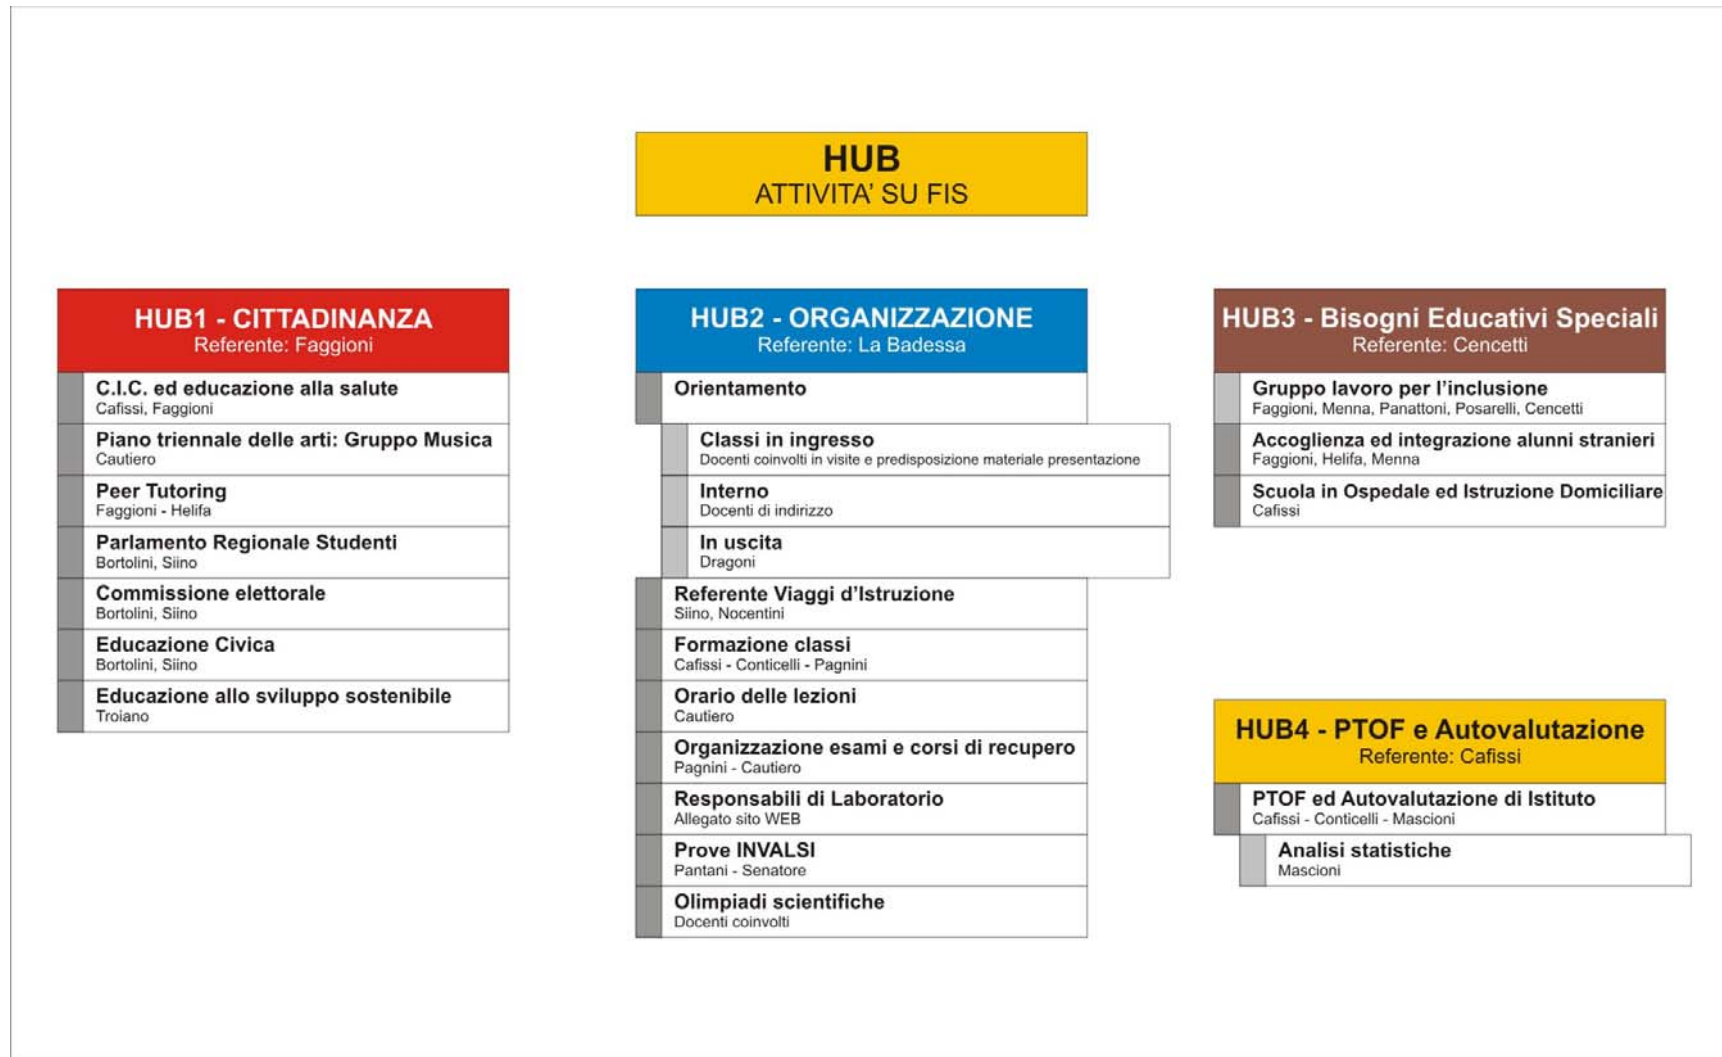 HUB
ATTIVITA' SU FIS
HUB1 - CITTADINANZA
Referente: Faggioni
C.I.C. ed educazione alla salute
Cafissi, Faggioni
Piano triennale delle arti: Gruppo Musica
Cautiero
Peer Tutoring
Faggioni - Helifa
Parlamento Regionale Studenti
Bortolini, Siino
Commissione elettorale
Bortolini, Siino
Educazione Civica
Bortolini, Siino
Educazione allo sviluppo sostenibile
Troiano
HUB2 - ORGANIZZAZIONE
Referente: La Badessa
Orientamento
Classi in ingresso
Docenti coinvolti in visite e predisposizione materiale presentazione
Interno
Docenti di indirizzo
In uscita
Dragoni
Referente Viaggi d'Istruzione
Siino, Nocentini
Formazione classi
Cafissi - Conticelli - Pagnini
Orario delle lezioni
Cautiero
Organizzazione esami e corsi di recupero
Pagnini - Cautiero
Responsabili di Laboratorio
Allegato sito WEB
Prove INVALSI
Pantani - Senatore
Olimpiadi scientifiche
Docenti coinvolti
HUB3 - Bisogni Educativi Speciali
Referente: Cencetti
Gruppo lavoro per l'inclusione
Faggioni, Menna, Panattoni, Posarelli, Cencetti
Accoglienza ed integrazione alunni stranieri
Faggioni, Helifa, Menna
Scuola in Ospedale ed Istruzione Domiciliare
Cafissi
HUB4 - PTOF e Autovalutazione
Referente: Cafissi
PTOF ed Autovalutazione di Istituto
Cafissi - Conticelli - Mascioni
Analisi statistiche
Mascioni